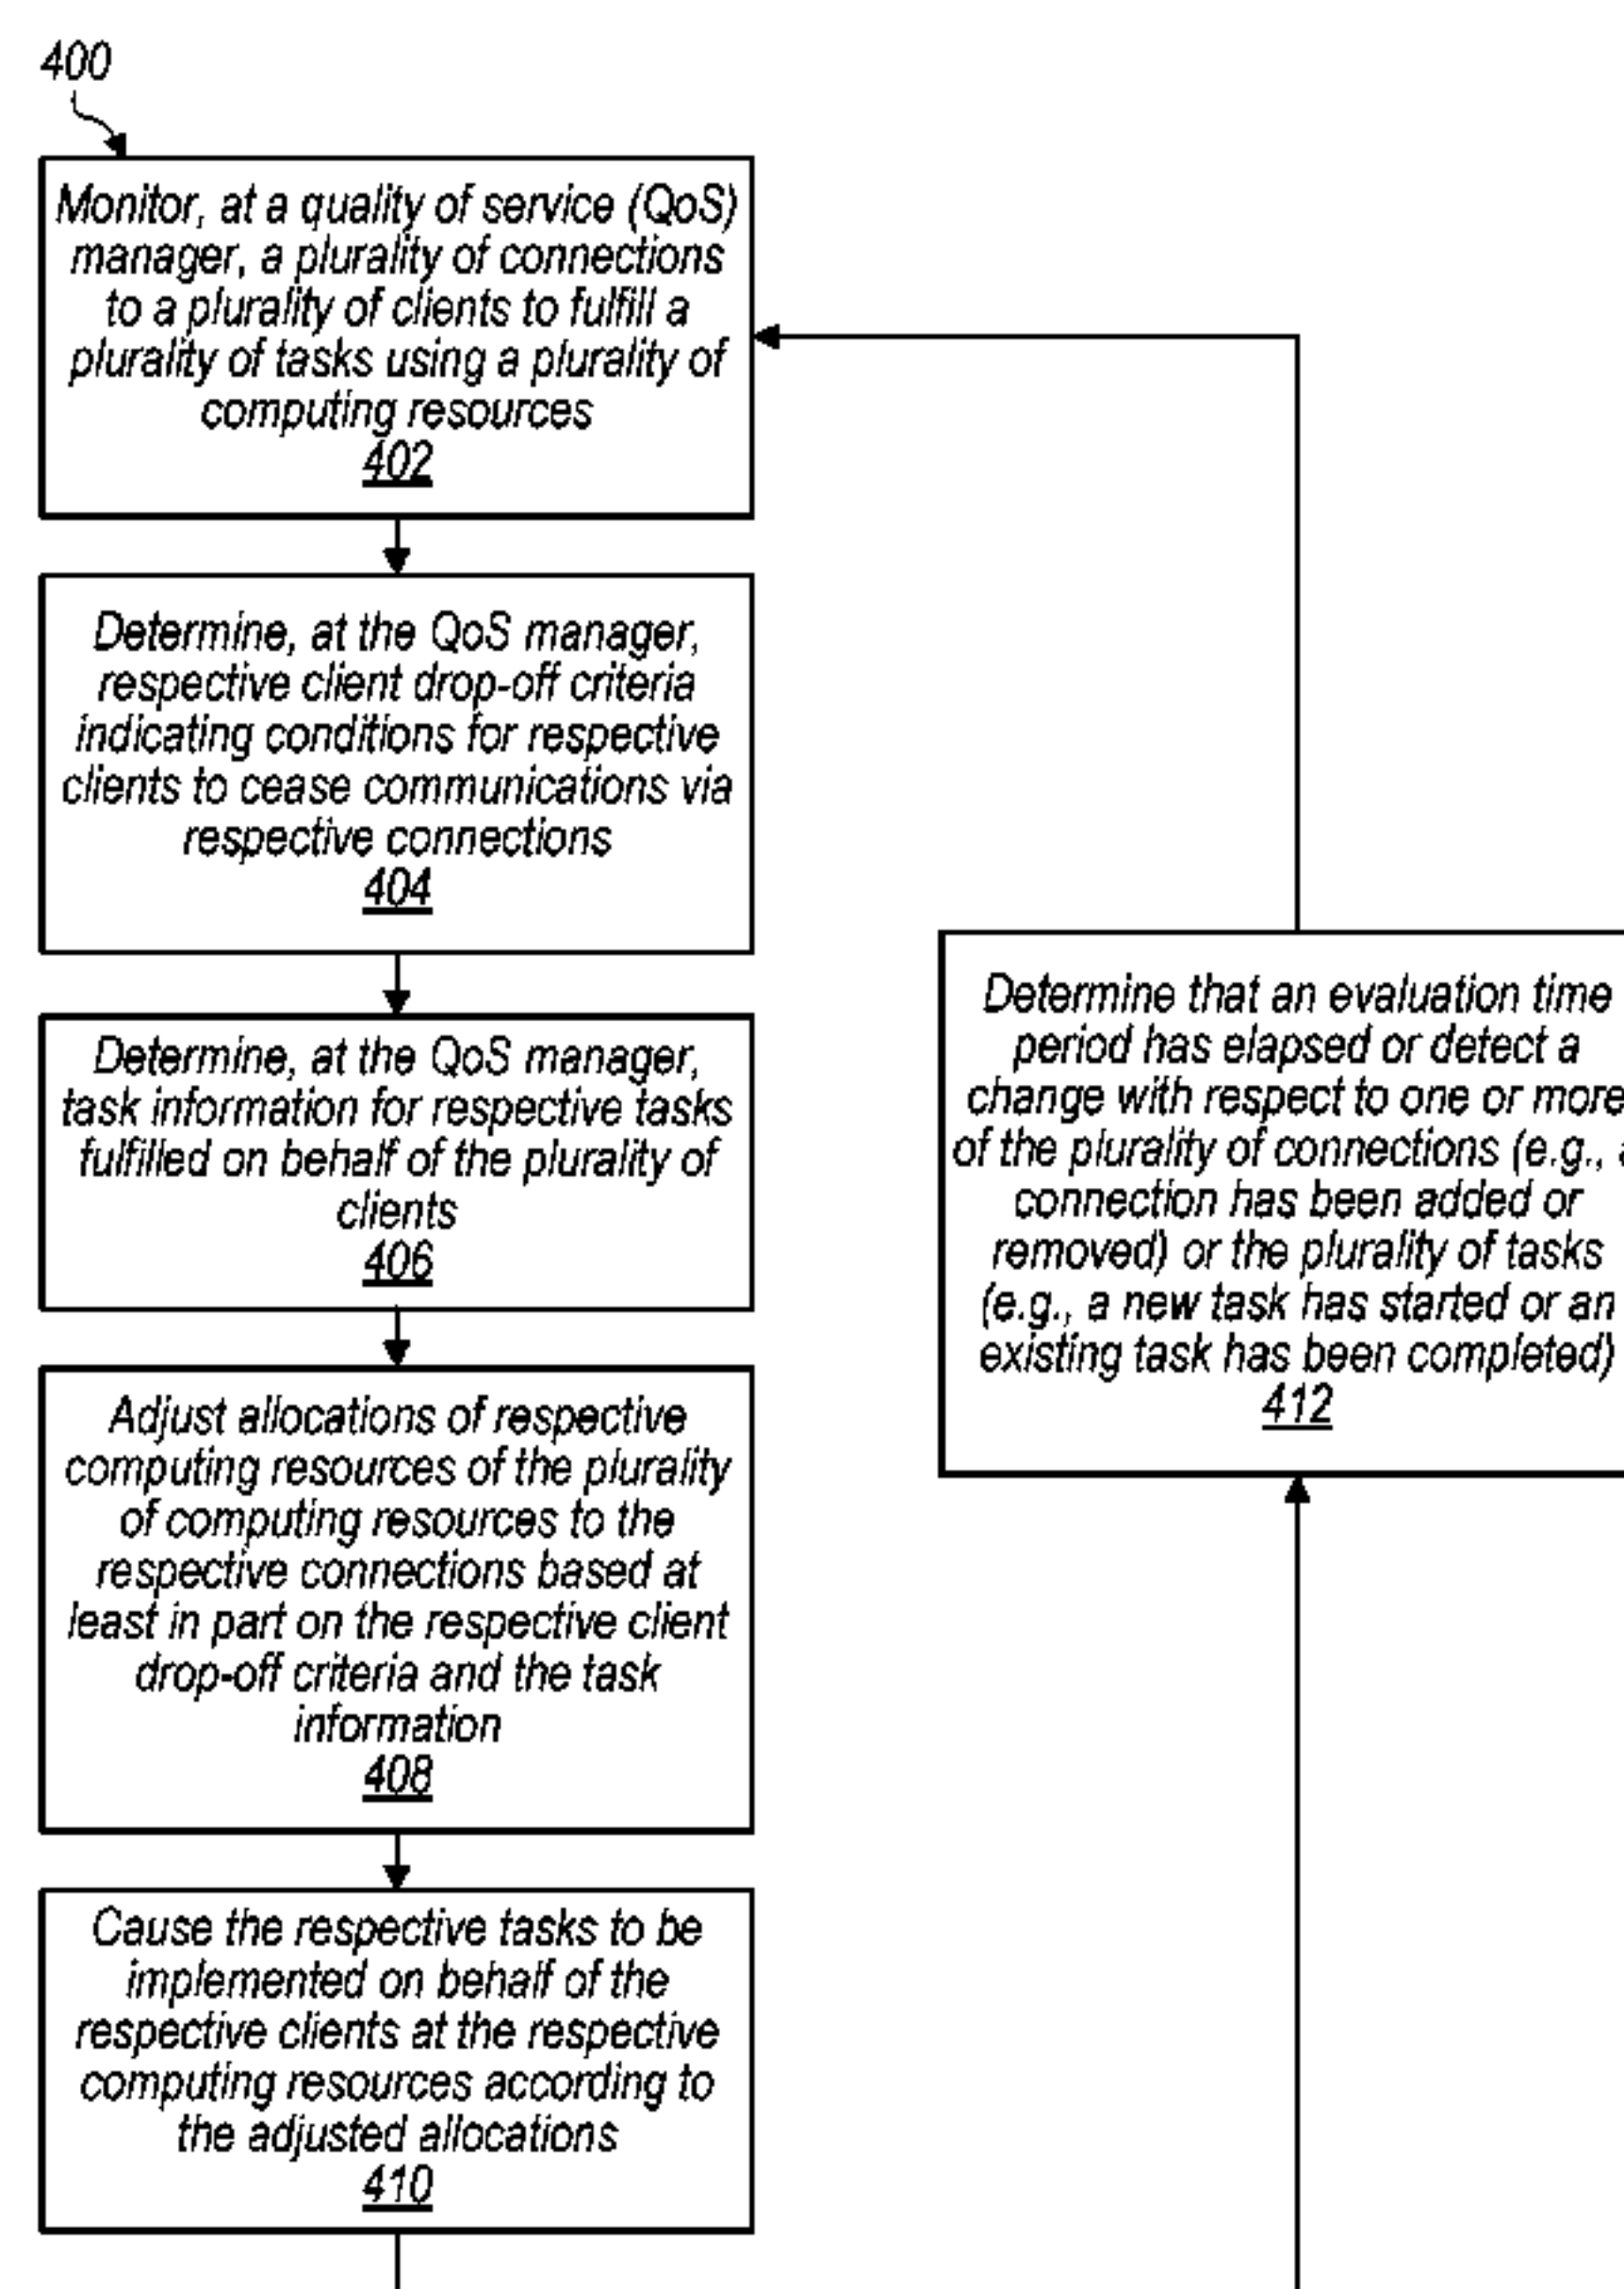 400
Monitor, at a quality of service (QoS)
manager, a plurality of connections
to a plurality of clients to fulfill a
plurality of tasks using a plurality of
computing resources
402
Determine, at the QoS manager,
respective client drop-off criteria
indicating conditions for respective
clients to cease communications via
respective connections
404
Determine, at the QoS manager,
task information for respective tasks
fulfilled on behalf of the plurality of
clients
406
Adjust allocations of respective
computing resources of the plurality
of computing resources to the
respective connections based at
least in part on the respective client
drop-off criteria and the task
information
408
Cause the respective tasks to be
implemented on behalf of the
respective clients at the respective
computing resources according to
the adjusted allocations
410
Determine that an evaluation time
period has elapsed or detect a
change with respect to one or more
of the plurality of connections (e.g., a
connection has been added or
removed) or the plurality of tasks
(e.g., a new task has started or an
existing task has been completed)
412